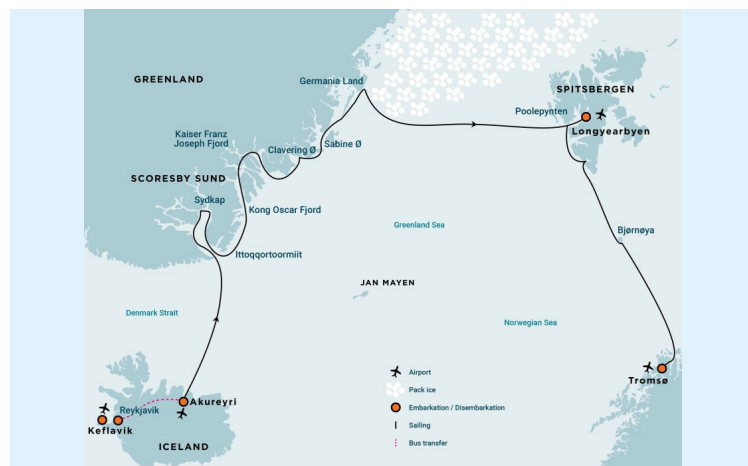 GREENLAND
Germania Land
SPITSBERGEN
Poolepynten
Longyearbyen
Kaiser Franz
Joseph Fjord
Clavering Ø
Sabine Ø
SCORESBY SUND
Sydkap
Kong Oscar Fjord
Greenland Sea
Bjørnøya
Ittoqqortoormiit
JAN MAYEN
Denmark Strait
Norwegian Sea
Airport
Pack ice
Tromsø
Akureyri
Reykjavik
Embarkation / Disembarkation
Keflavik
Sailing
ICELAND
Bus transfer